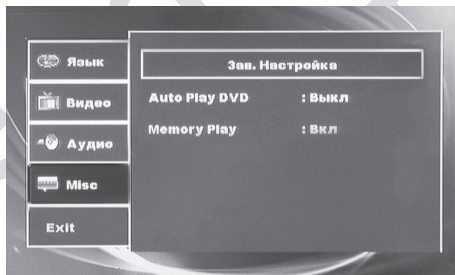 Язык
Видео
Аудио
Misc
Exit
Зав. Настройка
Auto Play DVD : Выкл
Memory Play : Вкл